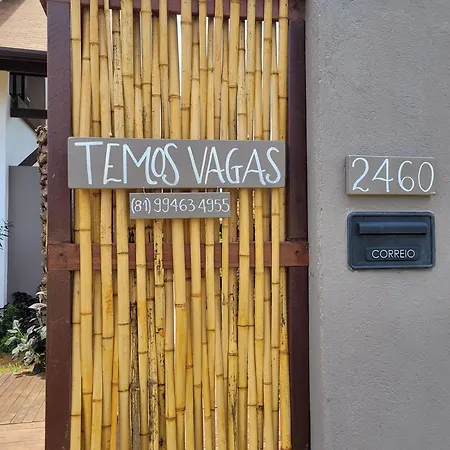 TEMOS VAGAS
(81) 99463 4955
2460
CORREIO